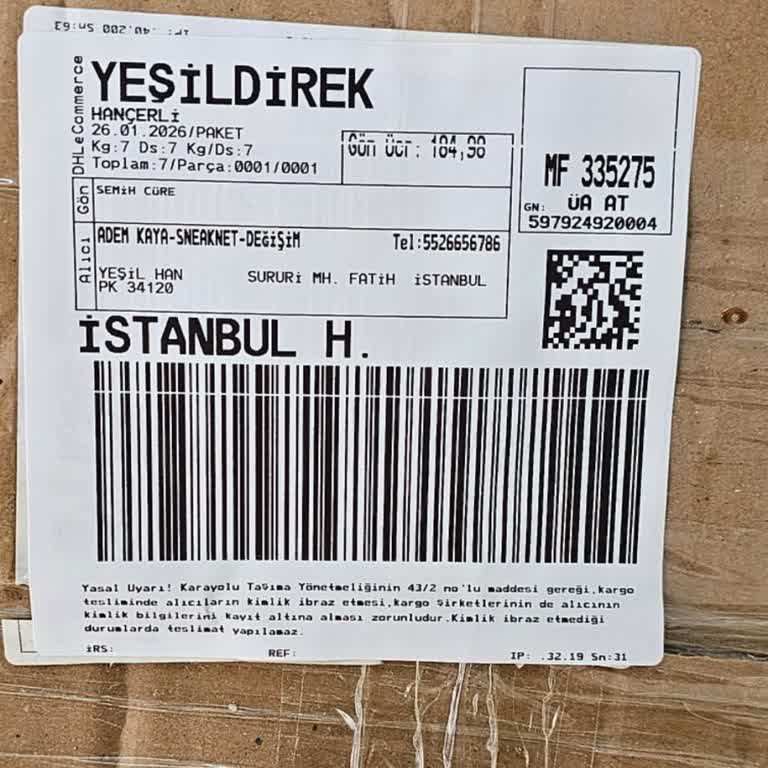 DHLeCommerce
YEŞİLDİREK
HANÇERLİ
26.01.2026/PAKET
Kg:7 Ds:7 Kg/Ds:7
Toplam:7/Parça:0001/0001
Gön Ücr: 184,98
MF 335275
GN: ÜA AT
597924920004
Gön
SEMİH CÜRE
Alıcı
ADEM KAYA-SNEAKNET-DEĞİŞİM Tel:5526656786
YEŞİL HAN SURURİ MH. FATİH İSTANBUL
PK 34120
İSTANBUL H.
Yasal Uyarı! Karayolu Taşıma Yönetmeliğinin 43/2 no'lu maddesi gereği,kargo
tesliminde alıcıların kimlik ibraz etmesi,kargo şirketlerinin de alıcının
kimlik bilgilerini kayıt altına alması zorunludur.Kimlik ibraz etmediği
durumlarda teslimat yapılamaz.
İRS: REF: IP: .32.19 Sn:31